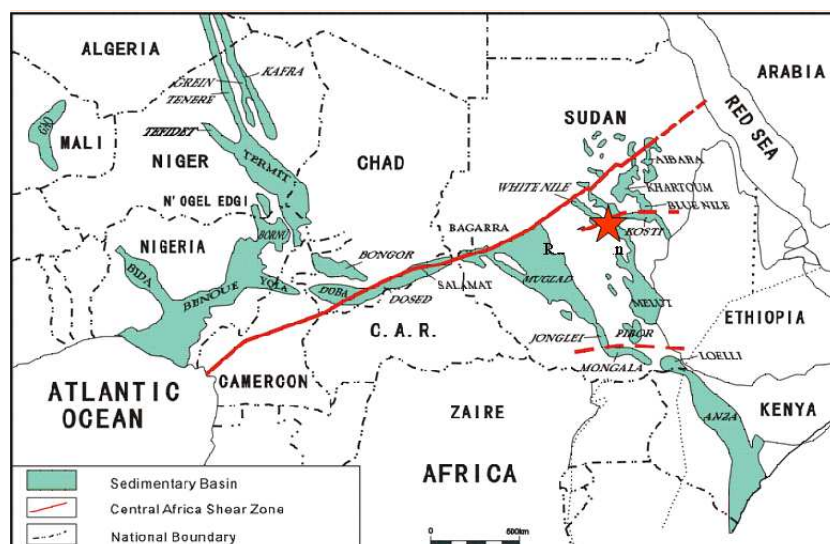 ALGERIA
KAFRA
GREIN
TENERE
ARABIA
RED SEA
SUDAN
GAO
MALI
TEFIDET
NIGER
TERMIT
CHAD
AIBARA
WHITE NILE
KHARTOUM
BLUE NILE
N'OGEL EDGI
KOSTI
BAGARRA
NIGERIA
BORNU
BONGOR
R.. n
BIDA
BENOUE
YOLA
DOBA
DOSED
SALAMAT
MUGLAD
MELUT
ETHIOPIA
C. A. R.
JONGLEI
PIBOR
LOELLI
MONGALA
CAMERCON
ATLANTIC
OCEAN
ZAIRE
ANZA
KENYA
AFRICA
Sedimentary Basin
Central Africa Shear Zone
National Boundary
0 500km